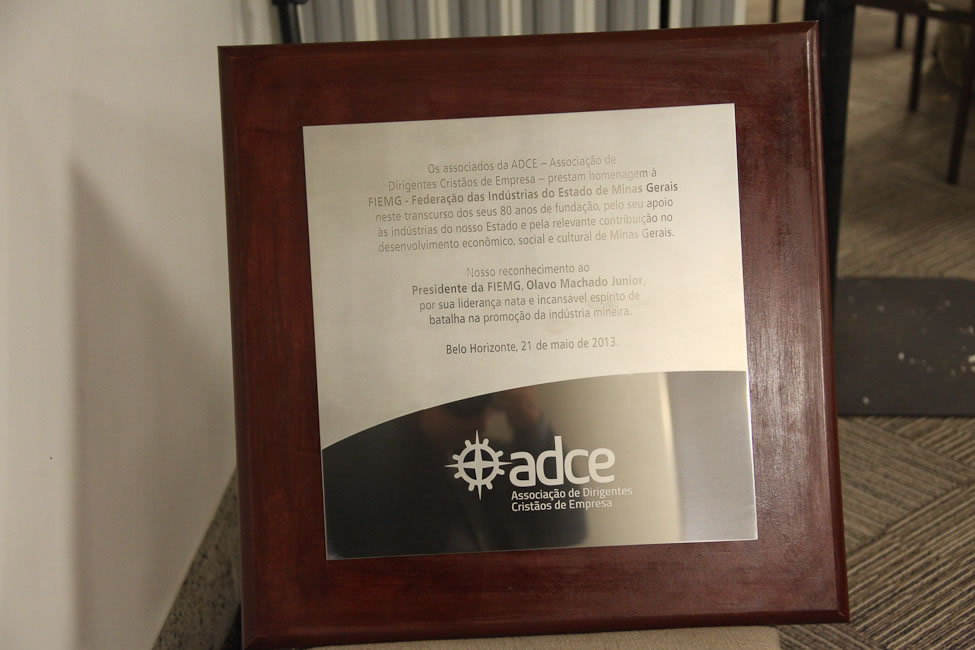 Os associados da ADCE – Associação de
Dirigentes Cristãos de Empresa – prestam homenagem à
FIEMG - Federação das Indústrias do Estado de Minas Gerais
neste transcurso dos seus 80 anos de fundação, pelo seu apoio
às indústrias do nosso Estado e pela relevante contribuição no
desenvolvimento econômico, social e cultural de Minas Gerais.
Nosso reconhecimento ao
Presidente da FIEMG, Olavo Machado Junior,
por sua liderança nata e incansável espírito de
batalha na promoção da indústria mineira.
Belo Horizonte, 21 de maio de 2013.
adce
Associação de Dirigentes
Cristãos de Empresa